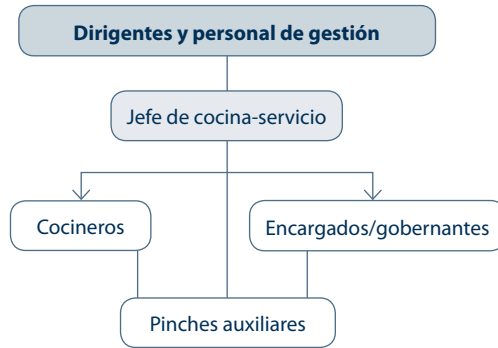 Dirigentes y personal de gestión
Jefe de cocina-servicio
Cocineros
Encargados/gobernantes
Pinches auxiliares